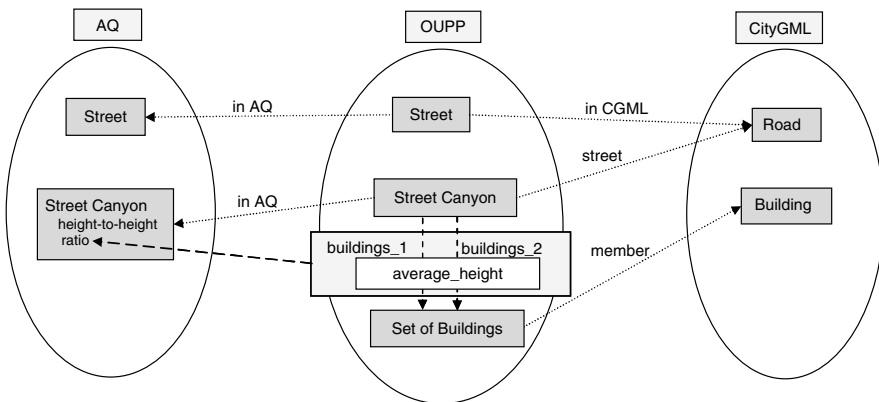 AQ
OUPP
CityGML
Street
in AQ
Street
in CGML
Road
street
Street Canyon
height-to-height
ratio
in AQ
Street Canyon
Building
buildings_1
buildings_2
average_height
member
Set of Buildings